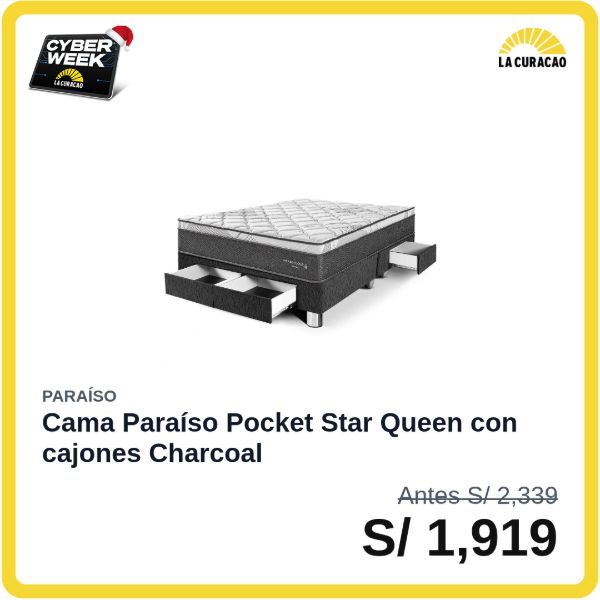 CYBER
WEEK
LA CURACAO
LA CURACAO
PARAÍSO
Cama Paraíso Pocket Star Queen con
cajones Charcoal
Antes S/ 2,339
S/ 1,919